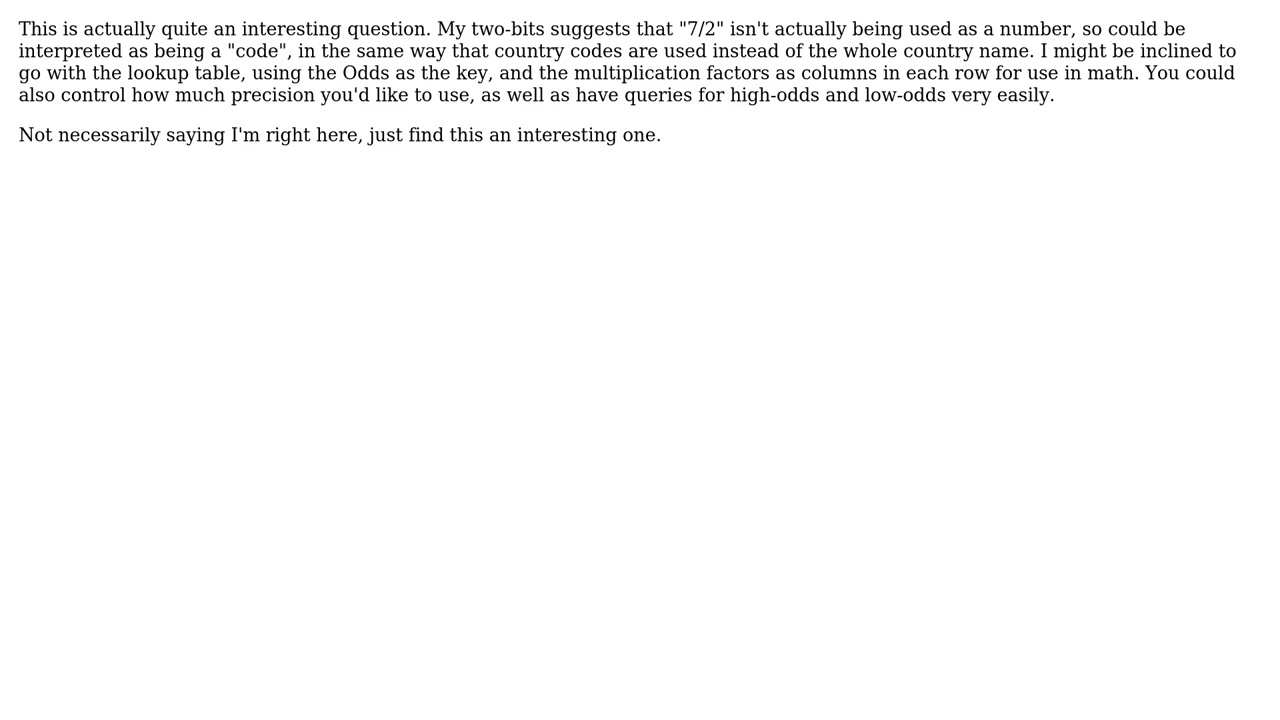 This is actually quite an interesting question. My two-bits suggests that "7/2" isn't actually being used as a number, so could be
interpreted as being a "code", in the same way that country codes are used instead of the whole country name. I might be inclined to
go with the lookup table, using the Odds as the key, and the multiplication factors as columns in each row for use in math. You could
also control how much precision you'd like to use, as well as have queries for high-odds and low-odds very easily.
Not necessarily saying I'm right here, just find this an interesting one.